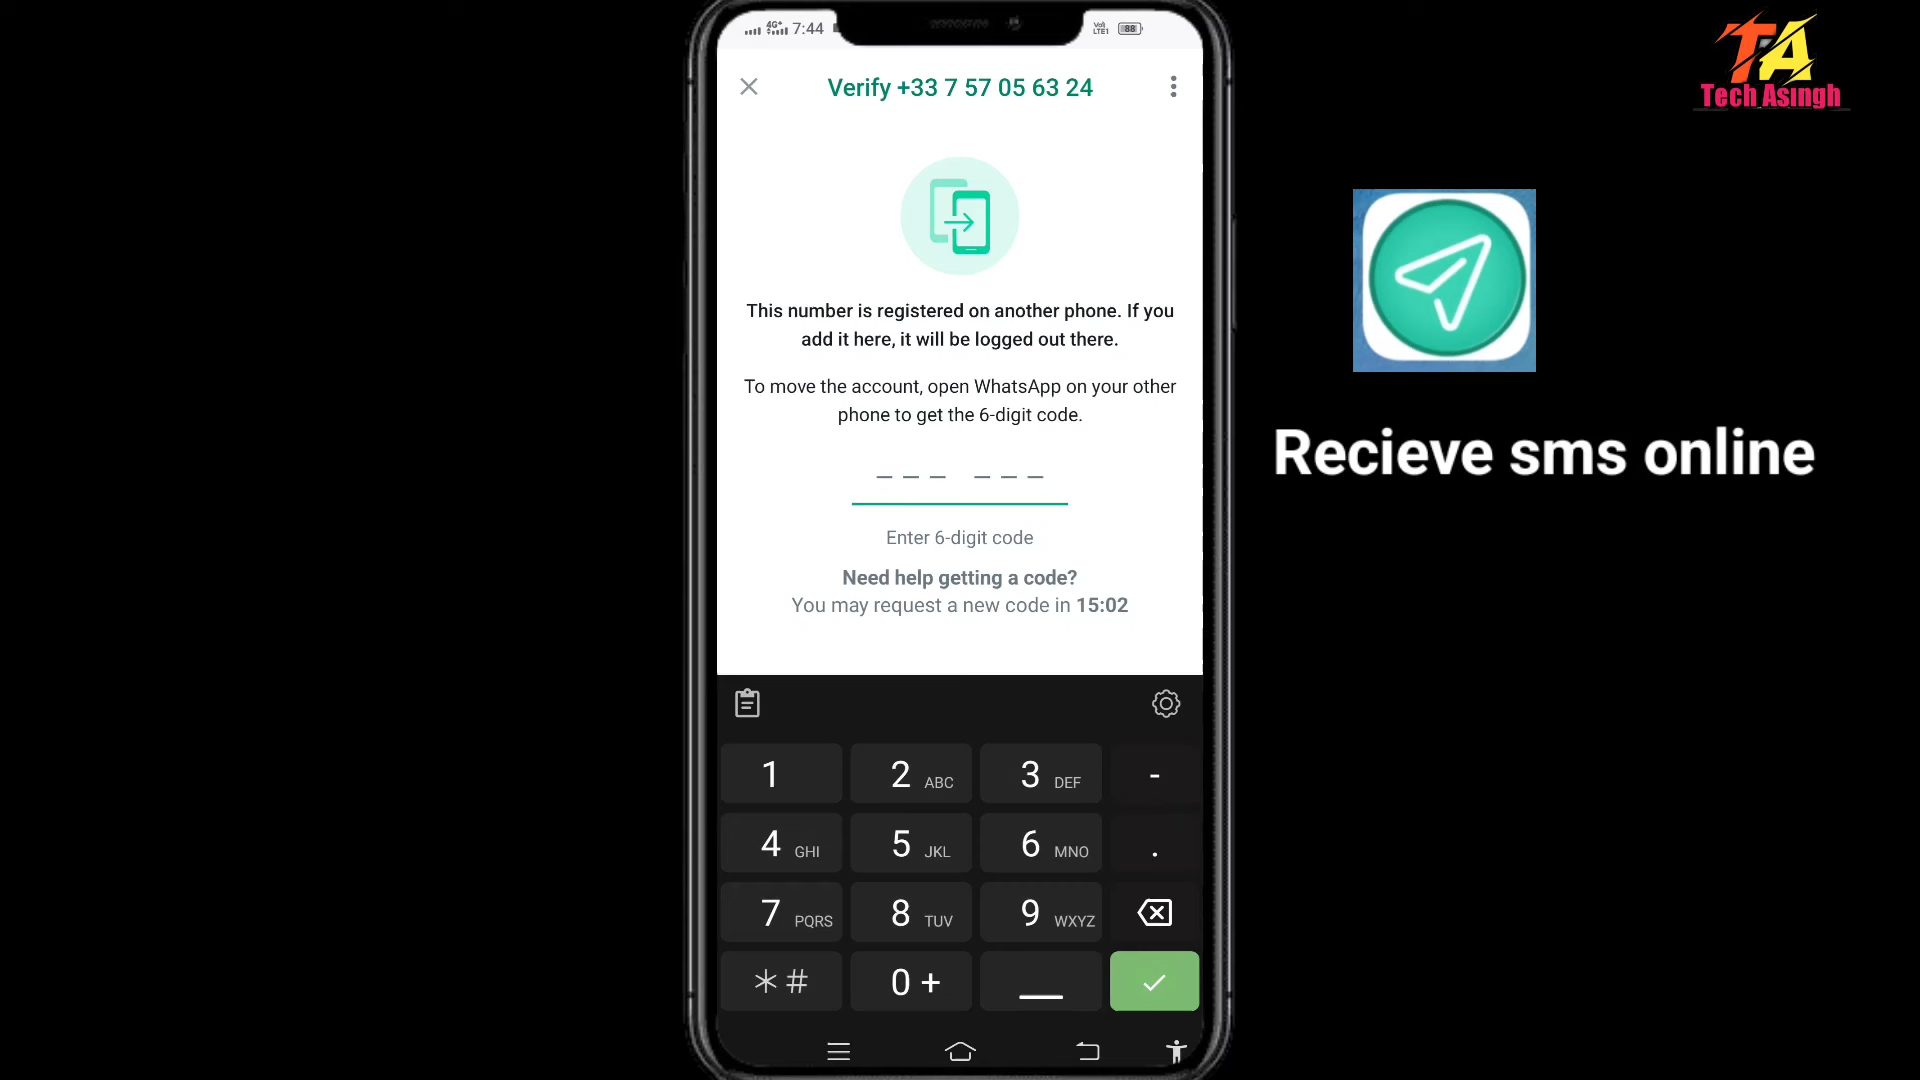 4G+ 7:44
VoB
LTE1
88
Verify +33 7 57 05 63 24
This number is registered on another phone. If you
add it here, it will be logged out there.
To move the account, open WhatsApp on your other
phone to get the 6-digit code.
Enter 6-digit code
Need help getting a code?
You may request a new code in 15:02
1
2 ABC
3 DEF
-
4 GHI
5 JKL
6 MNO
.
7 PQRS
8 TUV
9 WXYZ
*#
0 +
TA
Tech Asingh
Recieve sms online